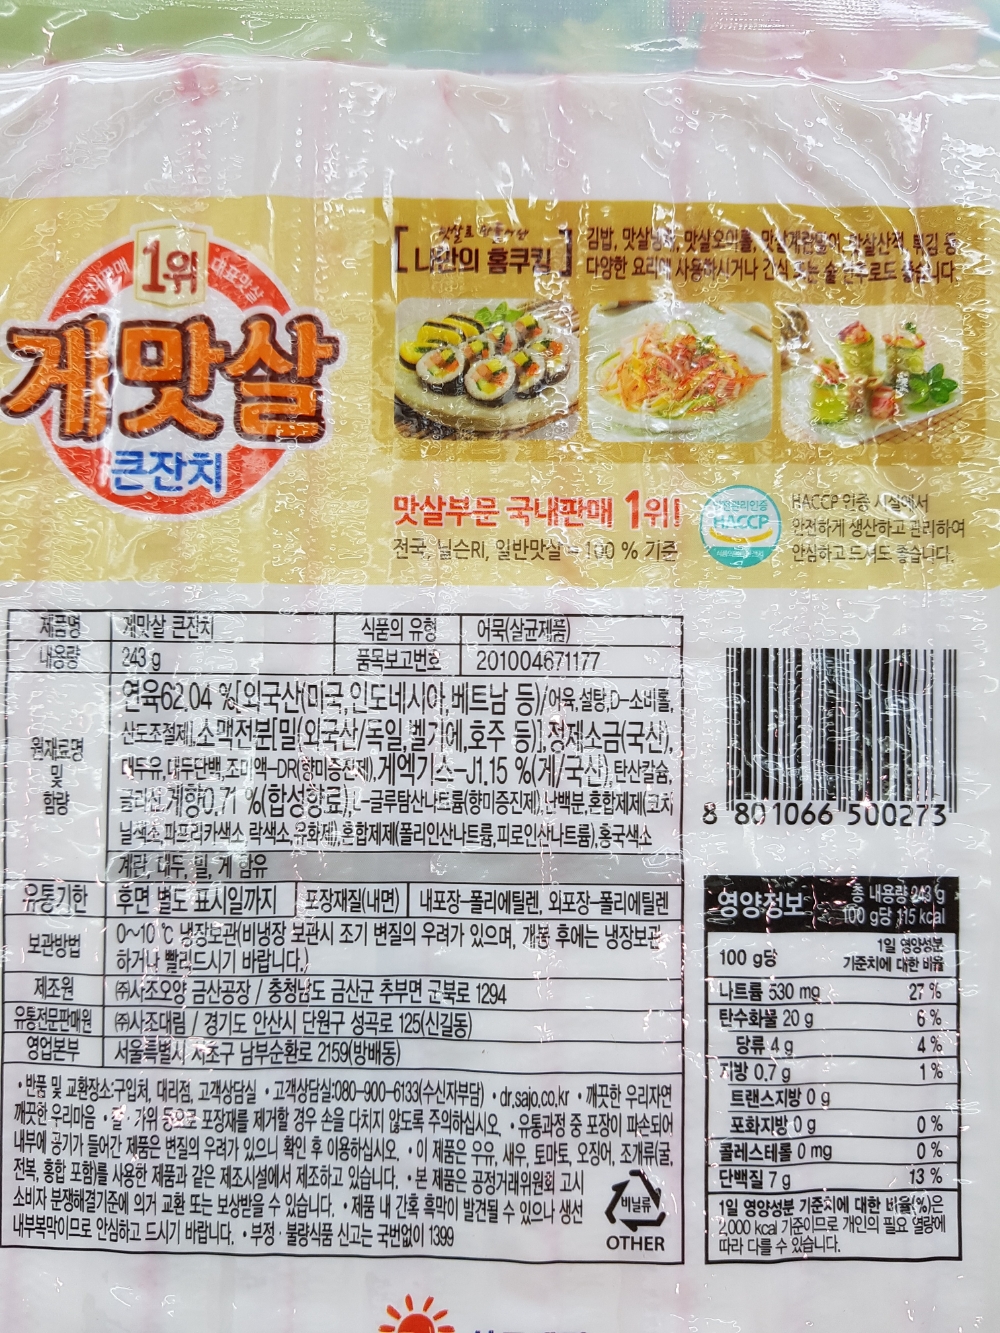 국내판매 1위 대표맛살
게맛살
큰잔치
맛살로 만들어
[ 나만의 홈쿠킹 ]
김밥, 맛살냉채, 맛살오이롤, 맛살계란말이, 맛살산적, 튀김 등
다양한 요리에 사용하시거나 간식 또는 술안주로도 좋습니다.
맛살부문 국내판매 1위!
전국, 닐슨RI, 일반맛살 = 100 % 기준
안전관리인증
HACCP
HACCP 인증 시설에서
안전하게 생산하고 관리하여
안심하고 드셔도 좋습니다.
제품명 게맛살 큰잔치 식품의 유형 어묵(살균제품)
내용량 243 g 품목보고번호 201004671177
원재료명 및 함량
연육62.04 %[외국산(미국,인도네시아,베트남 등)/어육,설탕,D-소비톨,
산도조절제],소맥전분[밀(외국산/독일,벨기에,호주 등)],정제소금(국산),
대두유,대두단백,조미액-DR(향미증진제),게엑기스-J1.15 %(게/국산),탄산칼슘,
글리신,게향0.71 %(합성향료),L-글루탐산나트륨(향미증진제),난백분,혼합제제(코치
닐색소,파프리카색소,락색소,유화제),혼합제제(폴리인산나트륨,피로인산나트륨),홍국색소
계란, 대두, 밀, 게 함유
유통기한 후면 별도 표시일까지 포장재질(내면) 내포장-폴리에틸렌, 외포장-폴리에틸렌
보관방법 0~10 ℃ 냉장보관(비냉장 보관시 조기 변질의 우려가 있으며, 개봉 후에는 냉장보관
하거나 빨리드시기 바랍니다.)
제조원 ㈜사조오양 금산공장 / 충청남도 금산군 추부면 군북로 1294
유통전문판매원 ㈜사조대림 / 경기도 안산시 단원구 성곡로 125(신길동)
영업본부 서울특별시 서초구 남부순환로 2159(방배동)
•반품 및 교환장소:구입처, 대리점, 고객상담실 •고객상담실:080-900-6133(수신자부담) •dr.sajo.co.kr •깨끗한 우리자연
깨끗한 우리마음 •칼·가위 등으로 포장재를 제거할 경우 손을 다치지 않도록 주의하십시오. •유통과정 중 포장이 파손되어
내부에 공기가 들어간 제품은 변질의 우려가 있으니 확인 후 이용하십시오. •이 제품은 우유, 새우, 토마토, 오징어, 조개류(굴,
전복, 홍합 포함)를 사용한 제품과 같은 제조시설에서 제조하고 있습니다. •본 제품은 공정거래위원회 고시
소비자 분쟁해결기준에 의거 교환 또는 보상받을 수 있습니다. •제품 내 간혹 흑막이 발견될 수 있으나 생선
내부복막이므로 안심하고 드시기 바랍니다. •부정·불량식품 신고는 국번없이 1399
비닐류
OTHER
8 801066 500273
영양정보 총 내용량 243 g
100 g당 115 kcal
100 g당 1일 영양성분
기준치에 대한 비율
나트륨 530 mg 27 %
탄수화물 20 g 6 %
당류 4 g 4 %
지방 0.7 g 1 %
트랜스지방 0 g
포화지방 0 g 0 %
콜레스테롤 0 mg 0 %
단백질 7 g 13 %
1일 영양성분 기준치에 대한 비율(%)은
2,000 kcal 기준이므로 개인의 필요 열량에
따라 다를 수 있습니다.